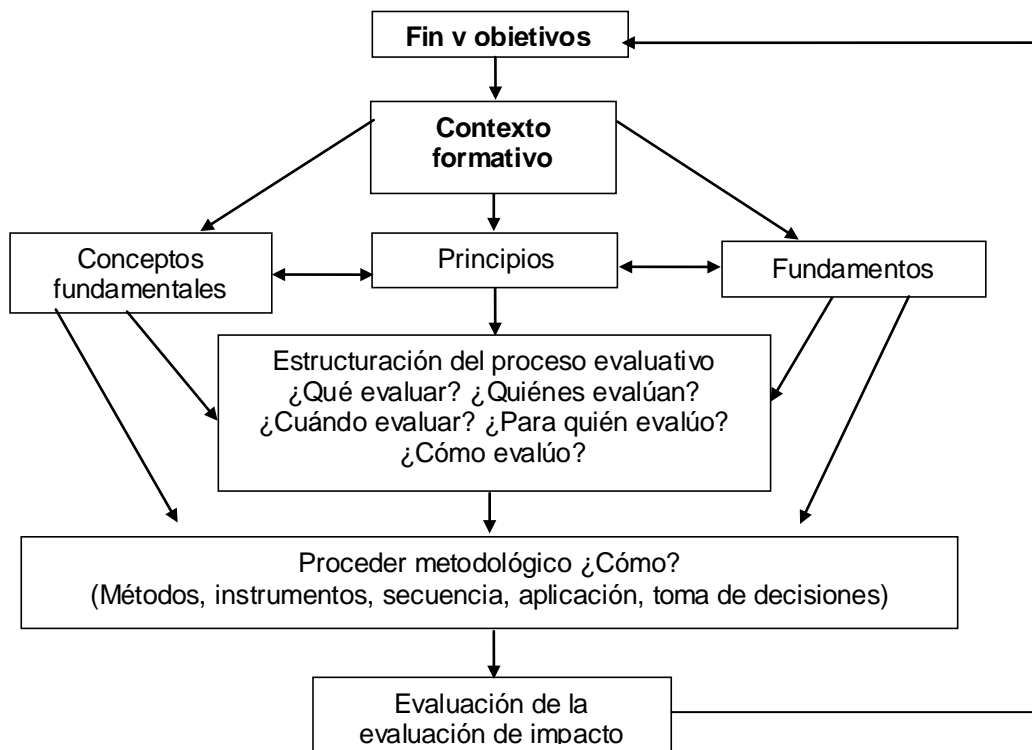 Fin y objetivos
Contexto
formativo
Conceptos
fundamentales
Principios
Fundamentos
Estructuración del proceso evaluativo
¿Qué evaluar? ¿Quiénes evalúan?
¿Cuándo evaluar? ¿Para quién evalúo?
¿Cómo evalúo?
Proceder metodológico ¿Cómo?
(Métodos, instrumentos, secuencia, aplicación, toma de decisiones)
Evaluación de la
evaluación de impacto